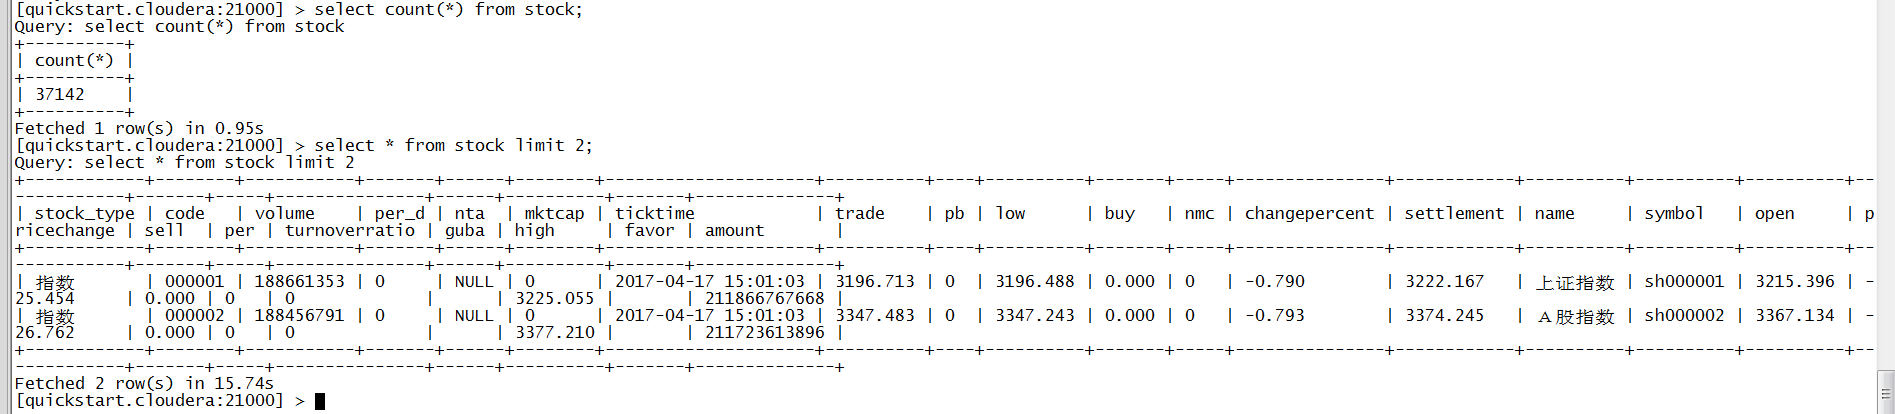 [quickstart.cloudera:21000] > select count(*) from stock;
Query: select count(*) from stock
+----------+
| count(*) |
+----------+
| 37142    |
+----------+
Fetched 1 row(s) in 0.95s
[quickstart.cloudera:21000] > select * from stock limit 2;
Query: select * from stock limit 2
+------------+--------+-----------+-------+------+--------+---------------------+----------+----+----------+-------+-----+---------------+------------+----------+----------+----------+--
-----------+-------+-----+---------------+------+----------+-------+--------------+
| stock_type | code   | volume    | per_d | nta  | mktcap | ticktime            | trade    | pb | low      | buy   | nmc | changepercent | settlement | name     | symbol   | open     | p
ricechange | sell  | per | turnoverratio | guba | high     | favor | amount       |
+------------+--------+-----------+-------+------+--------+---------------------+----------+----+----------+-------+-----+---------------+------------+----------+----------+----------+--
-----------+-------+-----+---------------+------+----------+-------+--------------+
| 指数       | 000001 | 188661353 | 0     | NULL | 0      | 2017-04-17 15:01:03 | 3196.713 | 0  | 3196.488 | 0.000 | 0   | -0.790        | 3222.167   | 上证指数 | sh000001 | 3215.396 | -
25.454      | 0.000 | 0   | 0             |      | 3225.055 |       | 211866767668 |
| 指数       | 000002 | 188456791 | 0     | NULL | 0      | 2017-04-17 15:01:03 | 3347.483 | 0  | 3347.243 | 0.000 | 0   | -0.793        | 3374.245   | Ａ股指数 | sh000002 | 3367.134 | -
26.762      | 0.000 | 0   | 0             |      | 3377.210 |       | 211723613896 |
+------------+--------+-----------+-------+------+--------+---------------------+----------+----+----------+-------+-----+---------------+------------+----------+----------+----------+--
-----------+-------+-----+---------------+------+----------+-------+--------------+
Fetched 2 row(s) in 15.74s
[quickstart.cloudera:21000] >